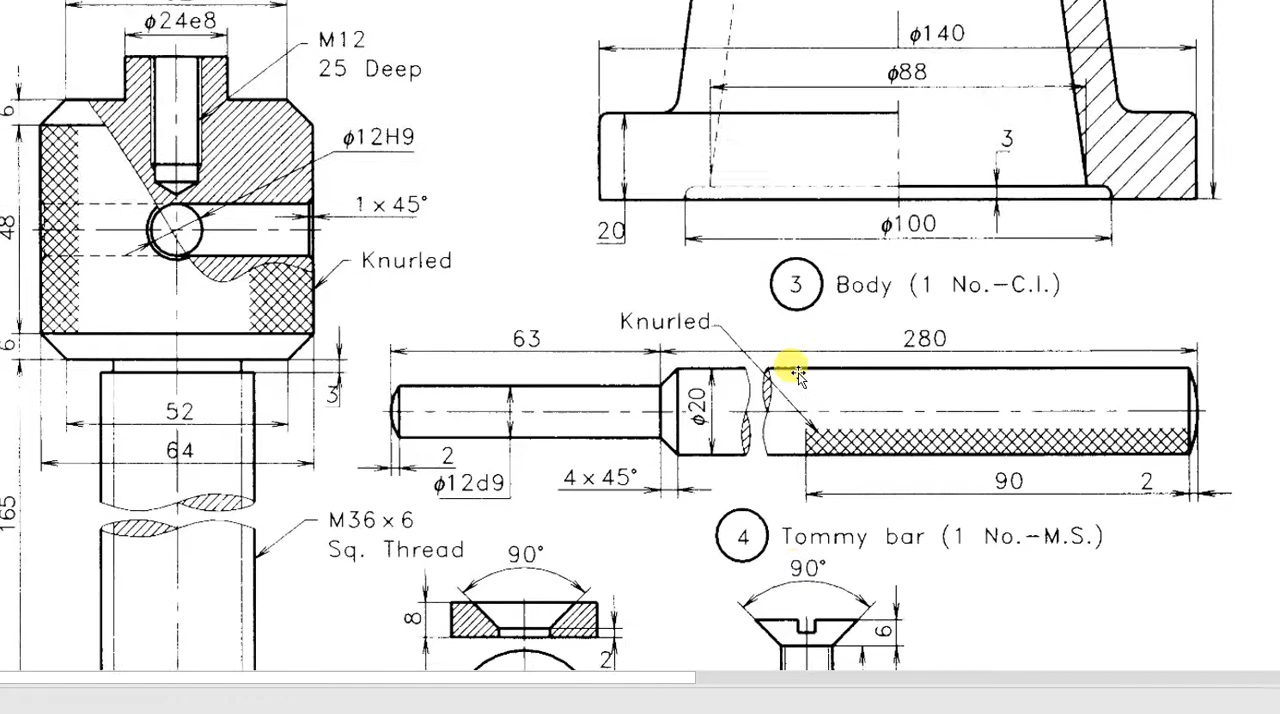 ϕ24e8
M12
25 Deep
ϕ12H9
1×45°
Knurled
6
48
6
3
52
64
165
M36×6
Sq. Thread
ϕ140
ϕ88
3
20
ϕ100
3 Body (1 No.-C.I.)
Knurled
63
280
ϕ20
2
ϕ12d9
4×45°
90
2
4 Tommy bar (1 No.-M.S.)
90°
8
2
90°
6